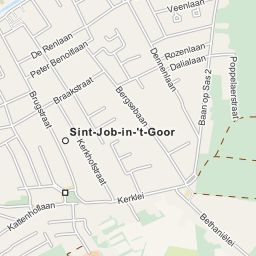 Veenlaan
De Renlaan
Rozenlaan
Dalialaan
Peter Benoitlaan
Dennenlaan
Poppelaerstraat
Braakstraat
Baan op Sas 2
Bergsebaan
Brugstraat
Sint-Job-in-'t-Goor
Kerkhofstraat
Kerklei
Kattenhoflaan
Bethaniëlei